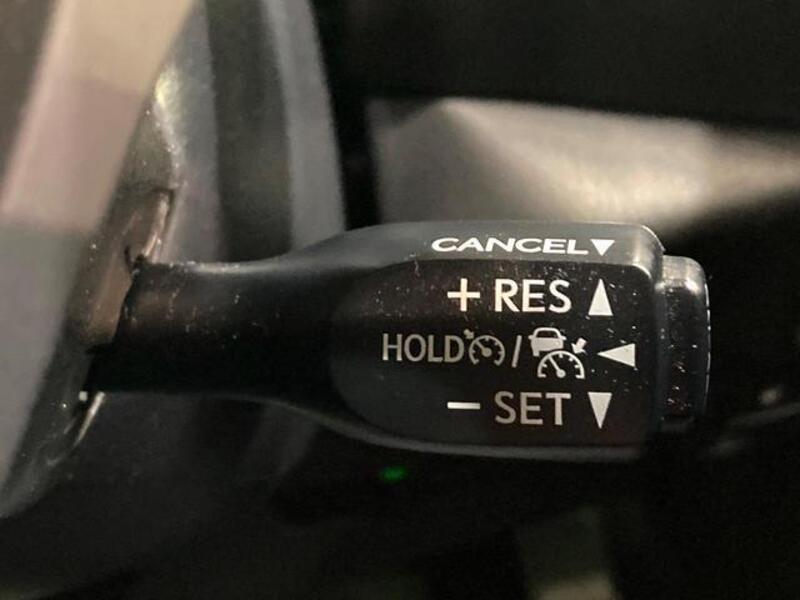 CANCEL▼
+ RES ▲
HOLD / ◀
− SET ▼